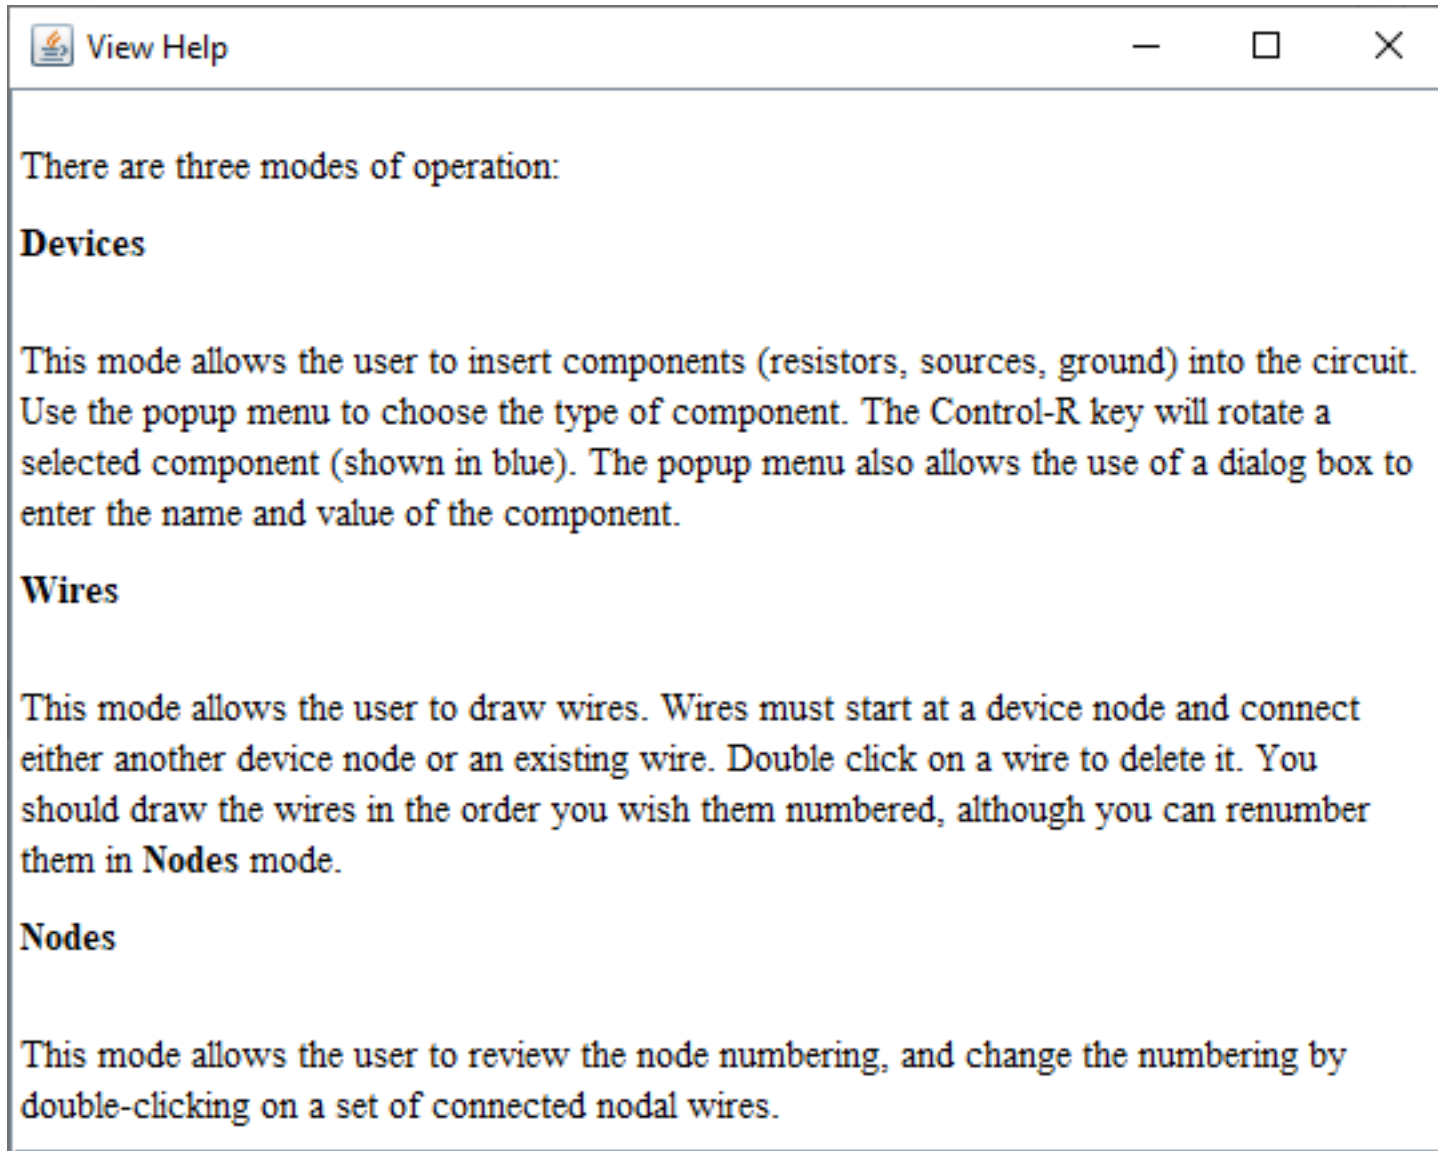 View Help
There are three modes of operation:
Devices
This mode allows the user to insert components (resistors, sources, ground) into the circuit.
Use the popup menu to choose the type of component. The Control-R key will rotate a
selected component (shown in blue). The popup menu also allows the use of a dialog box to
enter the name and value of the component.
Wires
This mode allows the user to draw wires. Wires must start at a device node and connect
either another device node or an existing wire. Double click on a wire to delete it. You
should draw the wires in the order you wish them numbered, although you can renumber
them in Nodes mode.
Nodes
This mode allows the user to review the node numbering, and change the numbering by
double-clicking on a set of connected nodal wires.